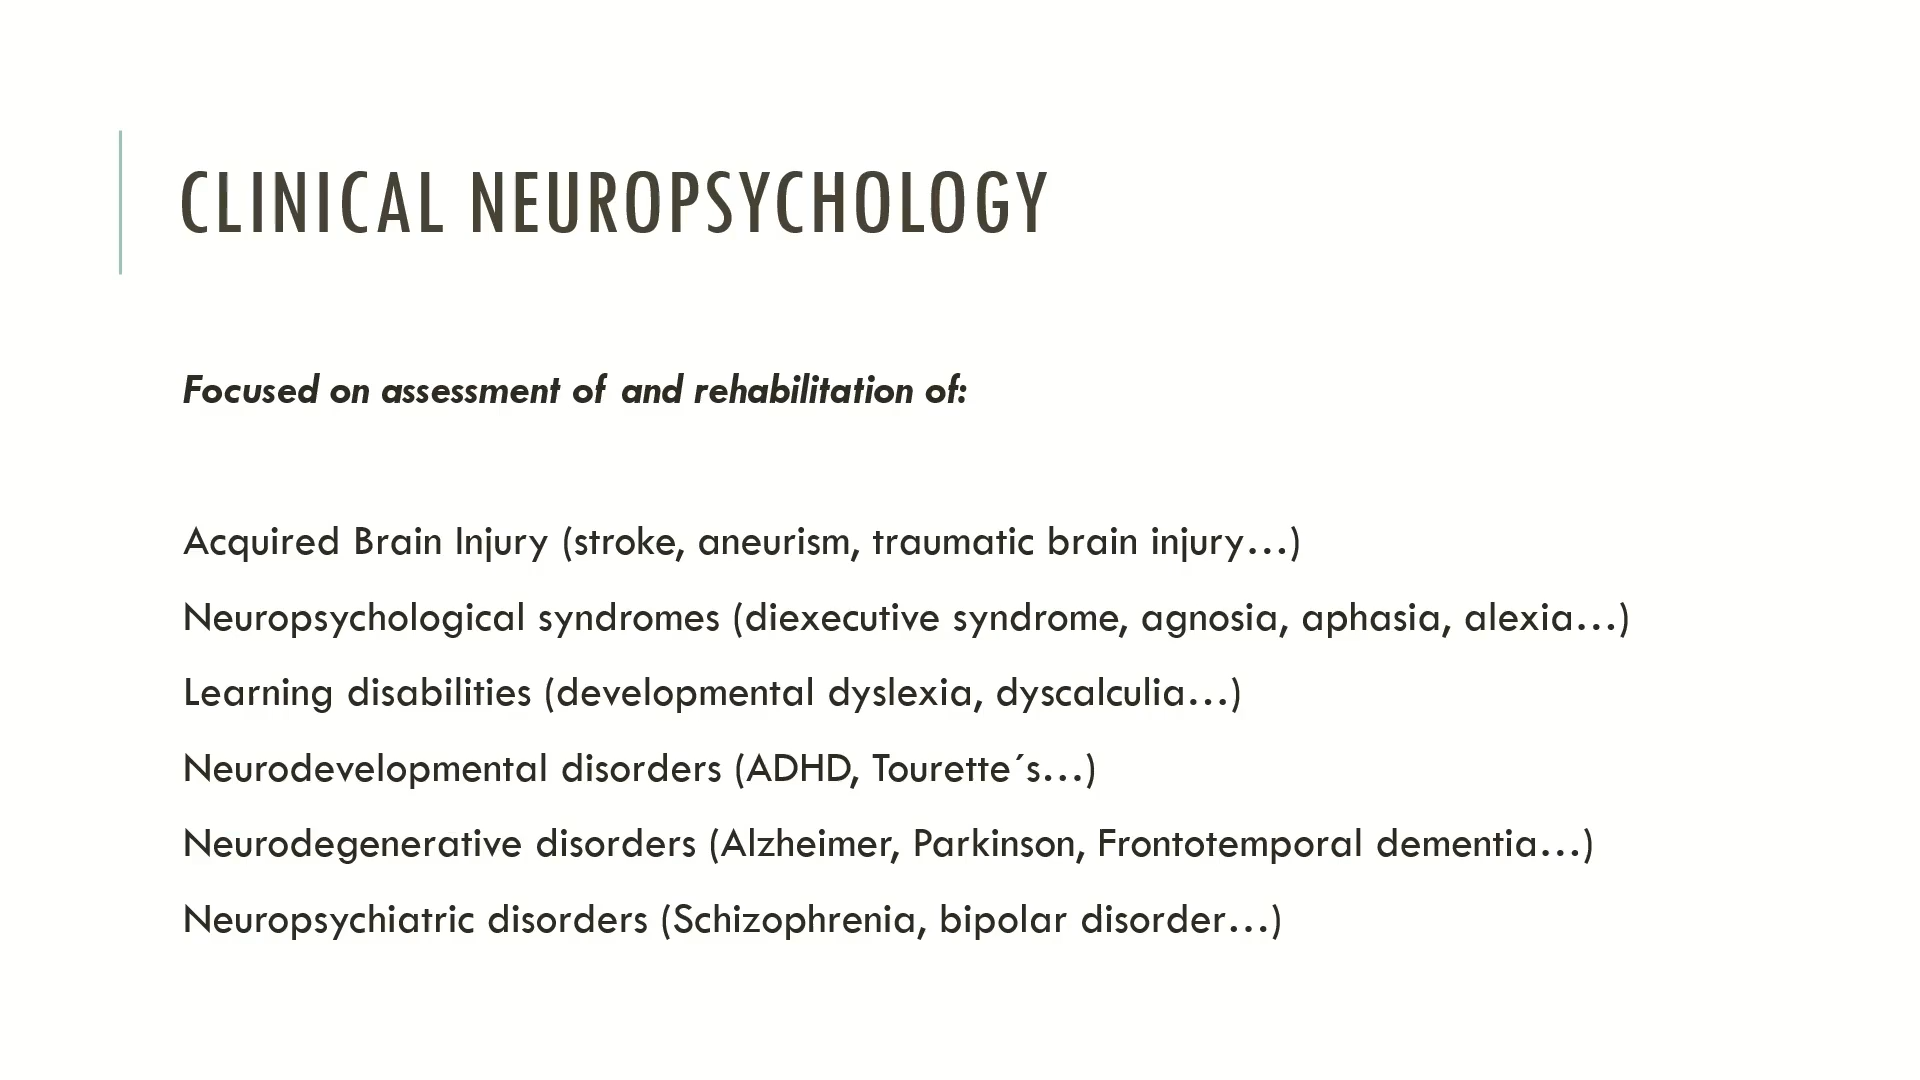 CLINICAL NEUROPSYCHOLOGY
Focused on assessment of and rehabilitation of:
Acquired Brain Injury (stroke, aneurism, traumatic brain injury…)
Neuropsychological syndromes (diexecutive syndrome, agnosia, aphasia, alexia…)
Learning disabilities (developmental dyslexia, dyscalculia…)
Neurodevelopmental disorders (ADHD, Tourette´s…)
Neurodegenerative disorders (Alzheimer, Parkinson, Frontotemporal dementia…)
Neuropsychiatric disorders (Schizophrenia, bipolar disorder…)